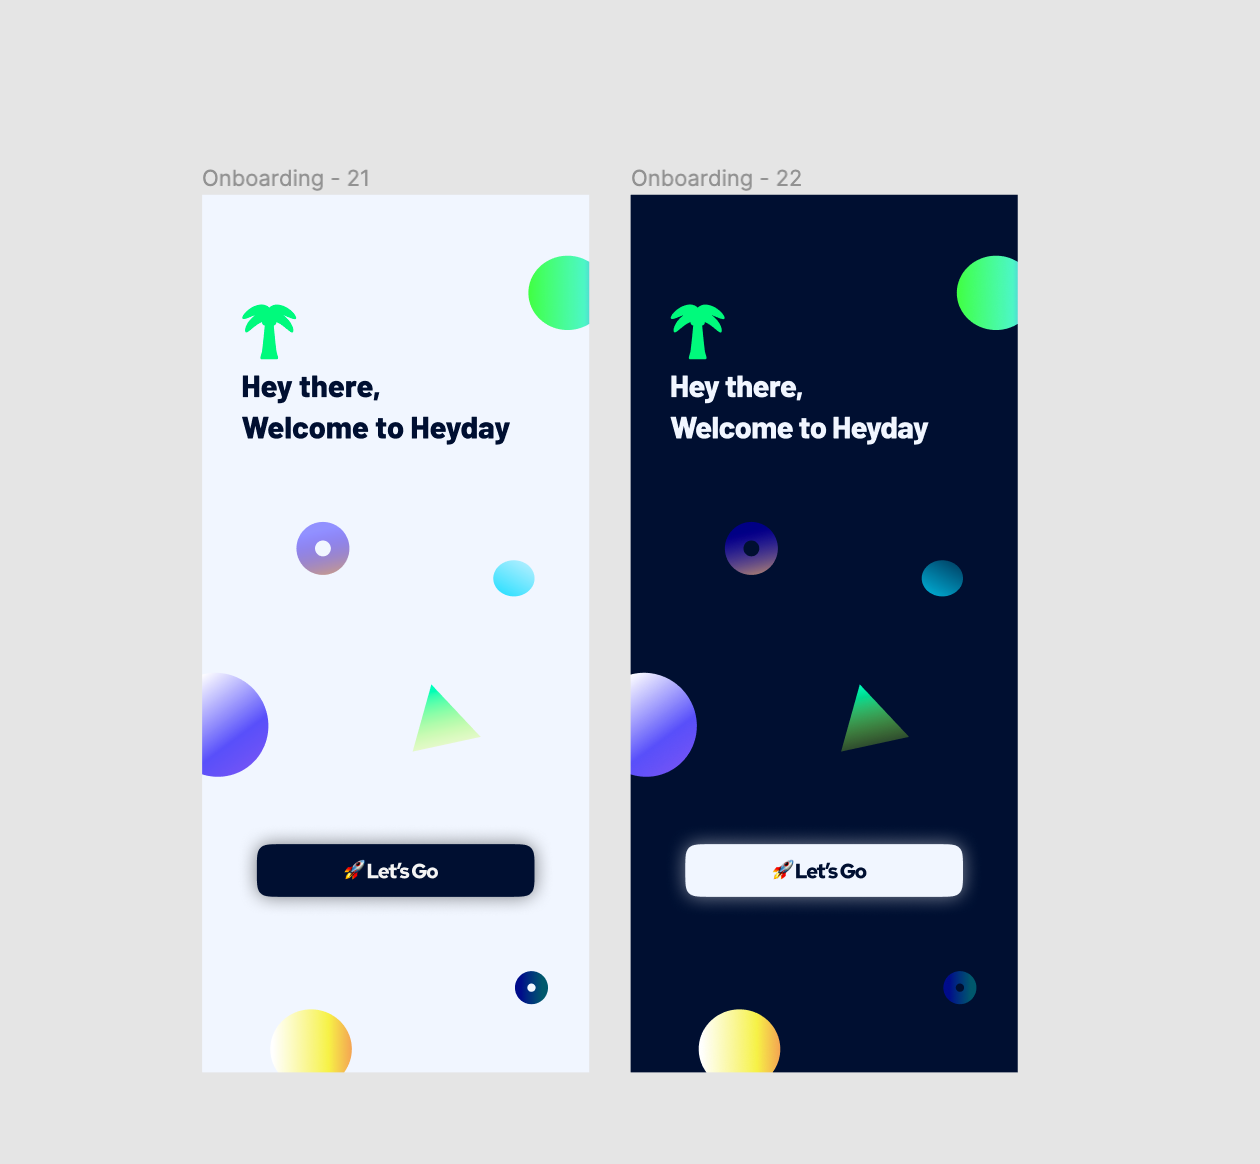 Onboarding - 21
Hey there,
Welcome to Heyday
🚀Let's Go
Onboarding - 22
Hey there,
Welcome to Heyday
🚀Let's Go